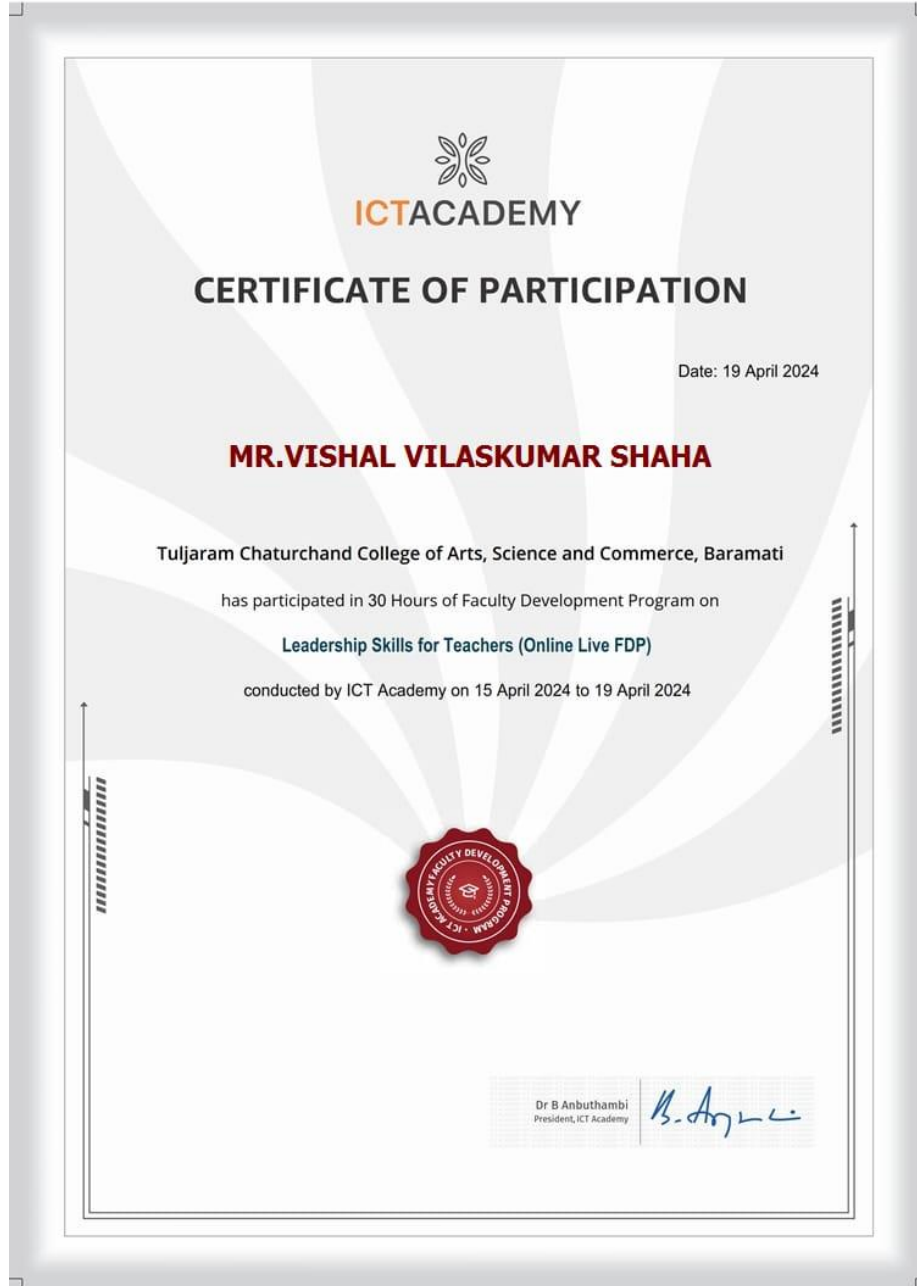 ICTACADEMY
CERTIFICATE OF PARTICIPATION
Date: 19 April 2024
MR.VISHAL VILASKUMAR SHAHA
Tuljaram Chaturchand College of Arts, Science and Commerce, Baramati
has participated in 30 Hours of Faculty Development Program on
Leadership Skills for Teachers (Online Live FDP)
conducted by ICT Academy on 15 April 2024 to 19 April 2024
ICT ACADEMY FACULTY DEVELOPMENT PROGRAM
Dr B Anbuthambi
President, ICT Academy